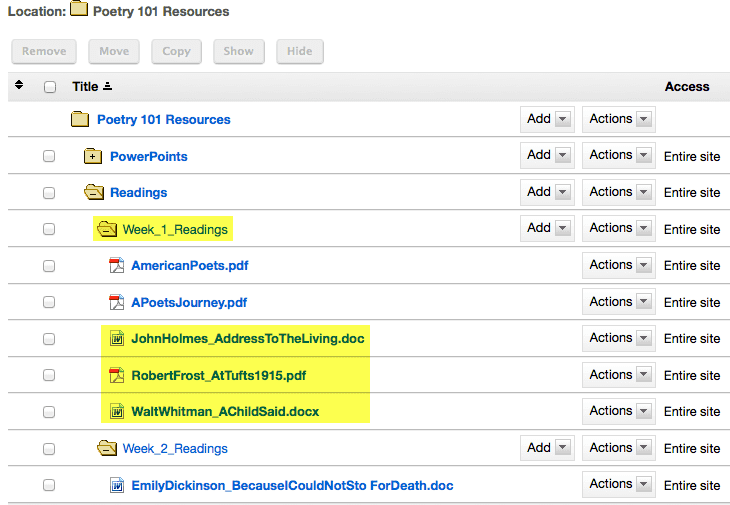 Location: Poetry 101 Resources
Remove Move Copy Show Hide
Title Access
Poetry 101 Resources Add Actions
PowerPoints Add Actions Entire site
Readings Add Actions Entire site
Week_1_Readings Add Actions Entire site
AmericanPoets.pdf Actions Entire site
APoetsJourney.pdf Actions Entire site
JohnHolmes_AddressToTheLiving.doc Actions Entire site
RobertFrost_AtTufts1915.pdf Actions Entire site
WaltWhitman_AChildSaid.docx Actions Entire site
Week_2_Readings Add Actions Entire site
EmilyDickinson_BecauseICouldNotSto ForDeath.doc Actions Entire site